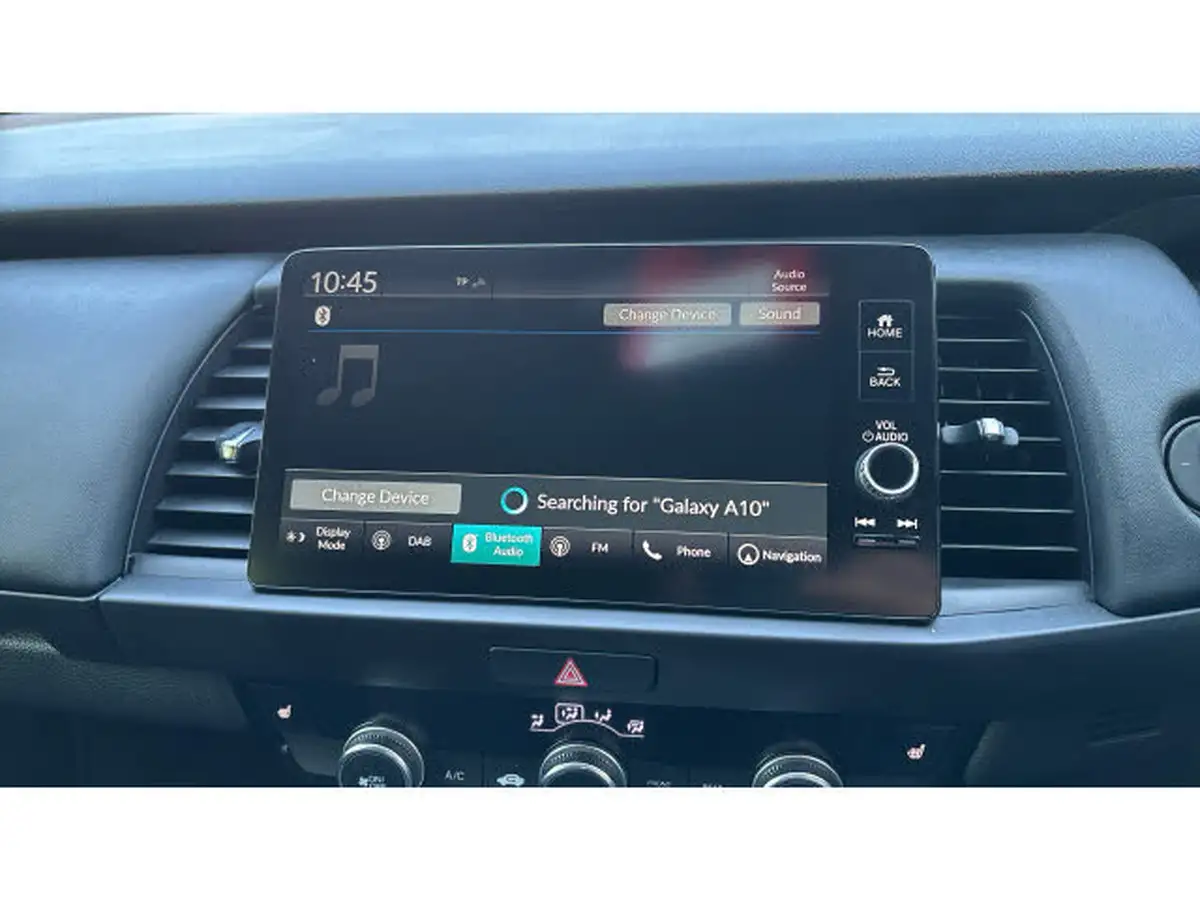 10:45
TP
Audio
Source
Change Device
Sound
HOME
BACK
VOL
AUDIO
Change Device
Searching for "Galaxy A10"
Display
Mode
DAB
Bluetooth
Audio
FM
Phone
Navigation
A/C